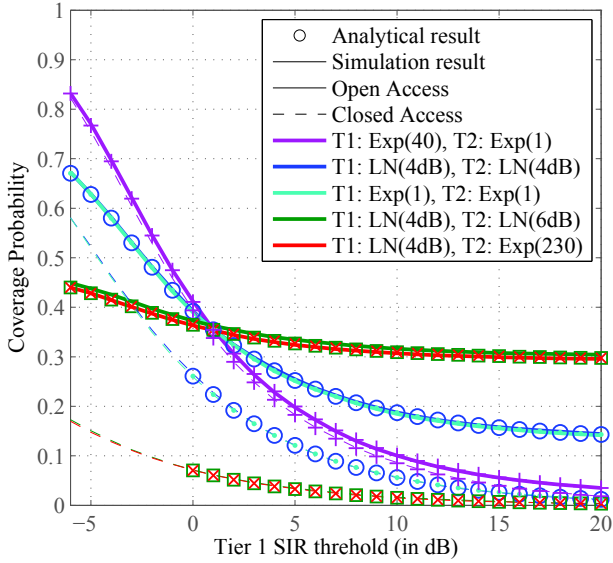 1
0.9
0.8
0.7
0.6
0.5
0.4
0.3
0.2
0.1
0
Coverage Probability
Analytical result
Simulation result
Open Access
Closed Access
T1: Exp(40), T2: Exp(1)
T1: LN(4dB), T2: LN(4dB)
T1: Exp(1), T2: Exp(1)
T1: LN(4dB), T2: LN(6dB)
T1: LN(4dB), T2: Exp(230)
−5 0 5 10 15 20
Tier 1 SIR threhold (in dB)